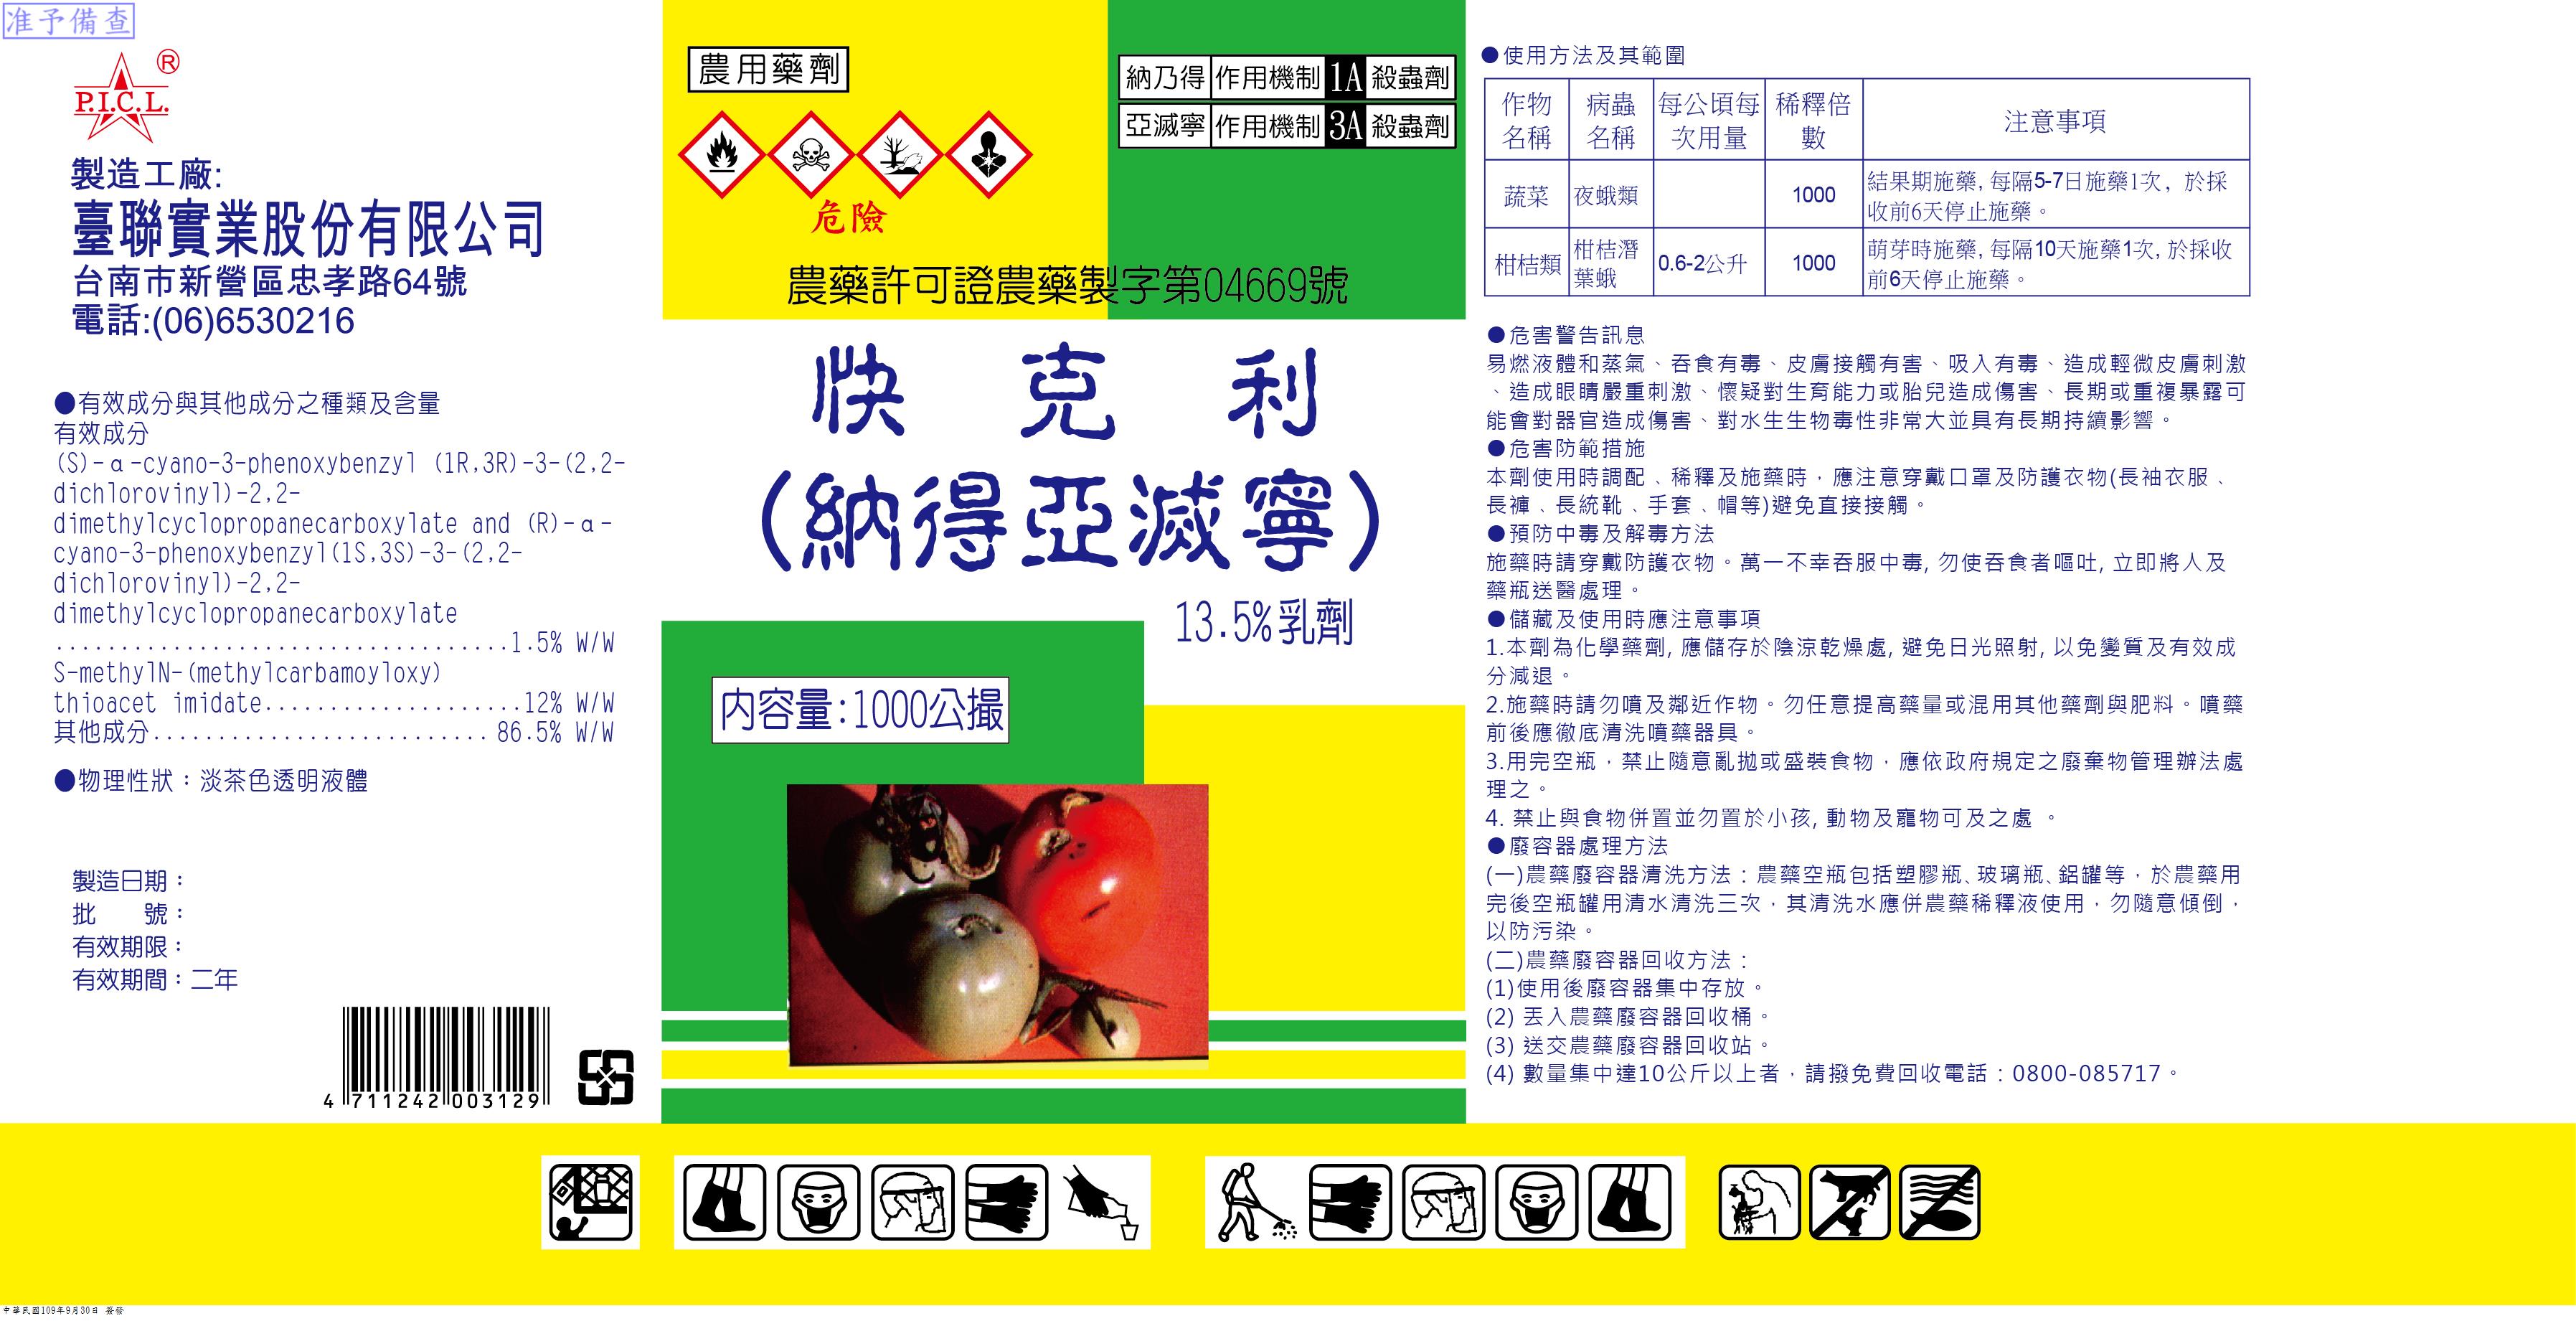 准予備查
®
P.I.C.L.
製造工廠:
臺聯實業股份有限公司
台南市新營區忠孝路64號
電話:(06)6530216
●有效成分與其他成分之種類及含量
有效成分
(S)-α-cyano-3-phenoxybenzyl (1R,3R)-3-(2,2-
dichlorovinyl)-2,2-
dimethylcyclopropanecarboxylate and (R)-α-
cyano-3-phenoxybenzyl(1S,3S)-3-(2,2-
dichlorovinyl)-2,2-
dimethylcyclopropanecarboxylate
...................................1.5% W/W
S-methylN-(methylcarbamoyloxy)
thioacet imidate....................12% W/W
其他成分.......................... 86.5% W/W
●物理性狀：淡茶色透明液體
製造日期：
批　號：
有效期限：
有效期間：二年
4 711242 003129
農用藥劑
納乃得 作用機制 1A 殺蟲劑
亞滅寧 作用機制 3A 殺蟲劑
危險
農藥許可證農藥製字第04669號
快克利
(納得亞滅寧)
13.5%乳劑
內容量:1000公撮
●使用方法及其範圍
作物名稱 病蟲名稱 每公頃每次用量 稀釋倍數 注意事項
蔬菜 夜蛾類 1000 結果期施藥,每隔5-7日施藥1次, 於採
收前6天停止施藥。
柑桔類 柑桔潛葉蛾 0.6-2公升 1000 萌芽時施藥,每隔10天施藥1次,於採收
前6天停止施藥。
●危害警告訊息
易燃液體和蒸氣、吞食有毒、皮膚接觸有害、吸入有毒、造成輕微皮膚刺激
、造成眼睛嚴重刺激、懷疑對生育能力或胎兒造成傷害、長期或重複暴露可
能會對器官造成傷害、對水生生物毒性非常大並具有長期持續影響。
●危害防範措施
本劑使用時調配、稀釋及施藥時，應注意穿戴口罩及防護衣物(長袖衣服、
長褲、長統靴、手套、帽等)避免直接接觸。
●預防中毒及解毒方法
施藥時請穿戴防護衣物。萬一不幸吞服中毒,勿使吞食者嘔吐,立即將人及
藥瓶送醫處理。
●儲藏及使用時應注意事項
1.本劑為化學藥劑,應儲存於陰涼乾燥處,避免日光照射,以免變質及有效成
分減退。
2.施藥時請勿噴及鄰近作物。勿任意提高藥量或混用其他藥劑與肥料。噴藥
前後應徹底清洗噴藥器具。
3.用完空瓶，禁止隨意亂拋或盛裝食物，應依政府規定之廢棄物管理辦法處
理之。
4. 禁止與食物併置並勿置於小孩,動物及寵物可及之處 。
●廢容器處理方法
(一)農藥廢容器清洗方法：農藥空瓶包括塑膠瓶、玻璃瓶、鋁罐等，於農藥用
完後空瓶罐用清水清洗三次，其清洗水應併農藥稀釋液使用，勿隨意傾倒，
以防污染。
(二)農藥廢容器回收方法：
(1)使用後廢容器集中存放。
(2) 丟入農藥廢容器回收桶。
(3) 送交農藥廢容器回收站。
(4) 數量集中達10公斤以上者，請撥免費回收電話：0800-085717。
中華民國109年9月30日 簽發